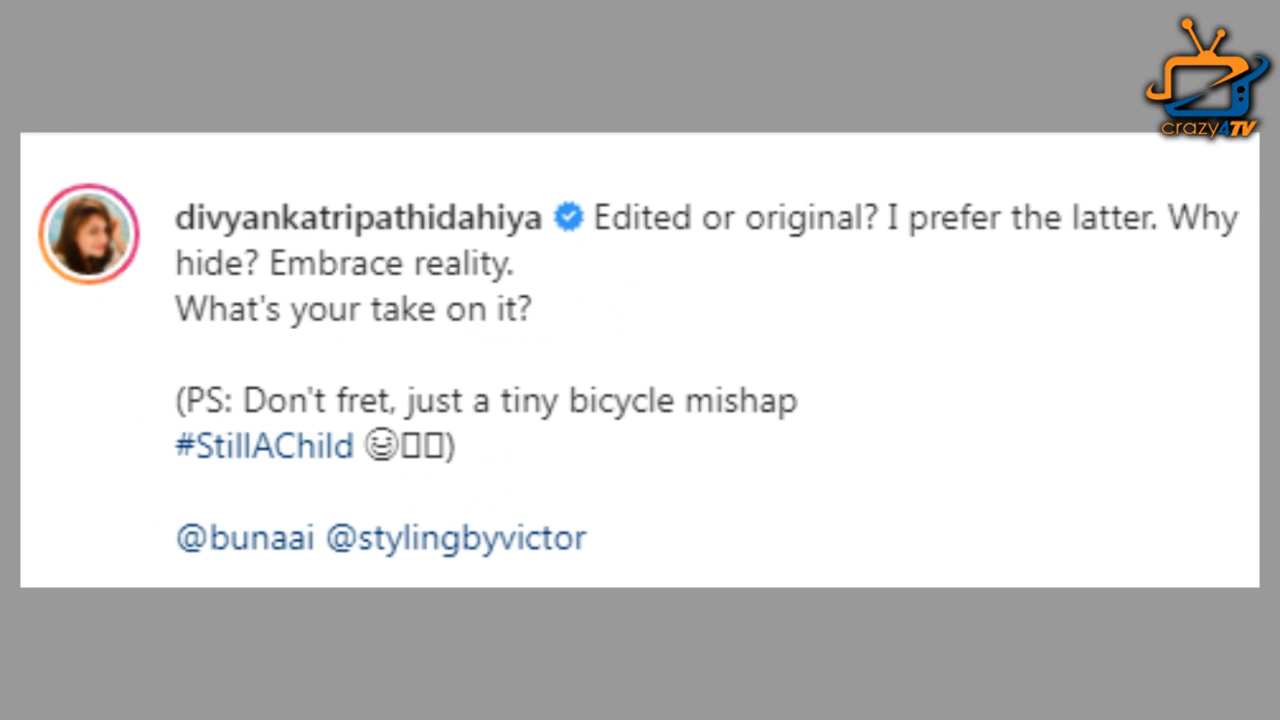 crazy4TV
divyankatripathidahiya Edited or original? I prefer the latter. Why
hide? Embrace reality.
What's your take on it?
(PS: Don't fret, just a tiny bicycle mishap
#StillAChild 😄▯▯)
@bunaai @stylingbyvictor